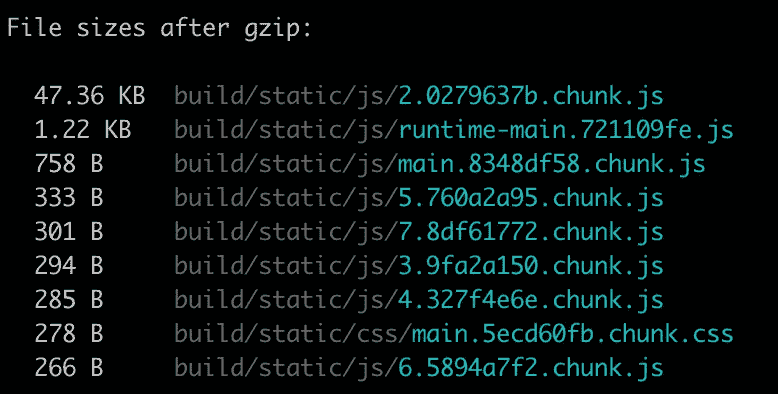 File sizes after gzip:
47.36 KB build/static/js/2.0279637b.chunk.js
1.22 KB build/static/js/runtime-main.721109fe.js
758 B build/static/js/main.8348df58.chunk.js
333 B build/static/js/5.760a2a95.chunk.js
301 B build/static/js/7.8df61772.chunk.js
294 B build/static/js/3.9fa2a150.chunk.js
285 B build/static/js/4.327f4e6e.chunk.js
278 B build/static/css/main.5ecd60fb.chunk.css
266 B build/static/js/6.5894a7f2.chunk.js